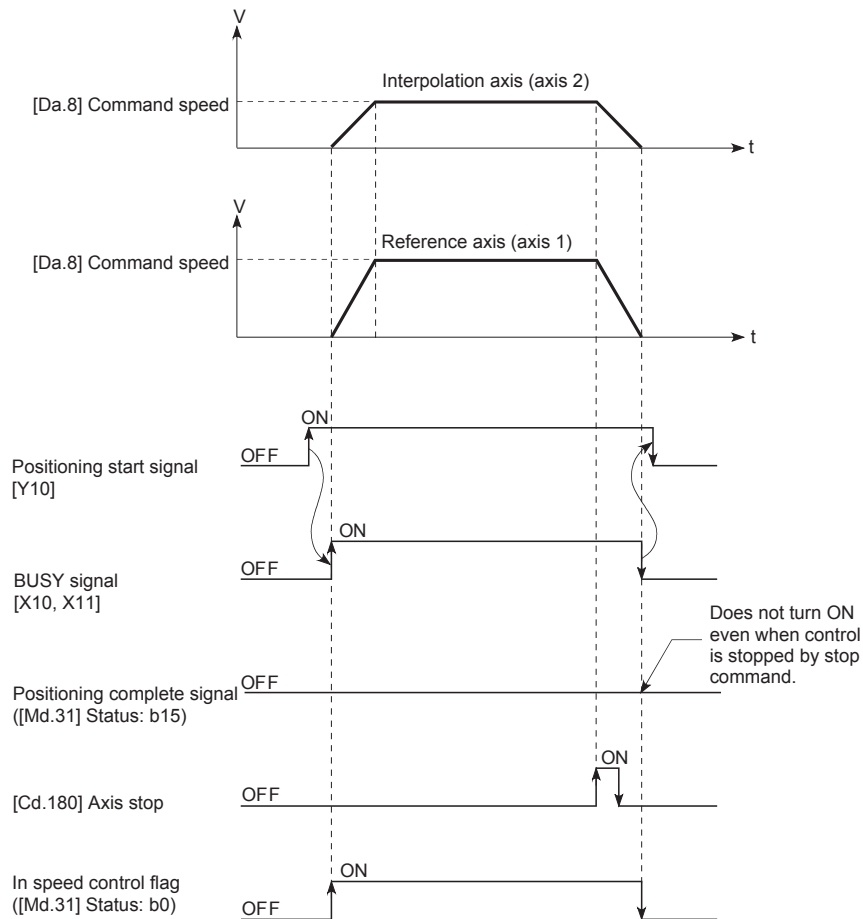 V
Interpolation axis (axis 2)
[Da.8] Command speed
t
V
Reference axis (axis 1)
[Da.8] Command speed
t
ON
OFF
Positioning start signal
[Y10]
ON
OFF
BUSY signal
[X10, X11]
Does not turn ON
even when control
is stopped by stop
command.
OFF
Positioning complete signal
([Md.31] Status: b15)
ON
OFF
[Cd.180] Axis stop
ON
In speed control flag
([Md.31] Status: b0)
OFF